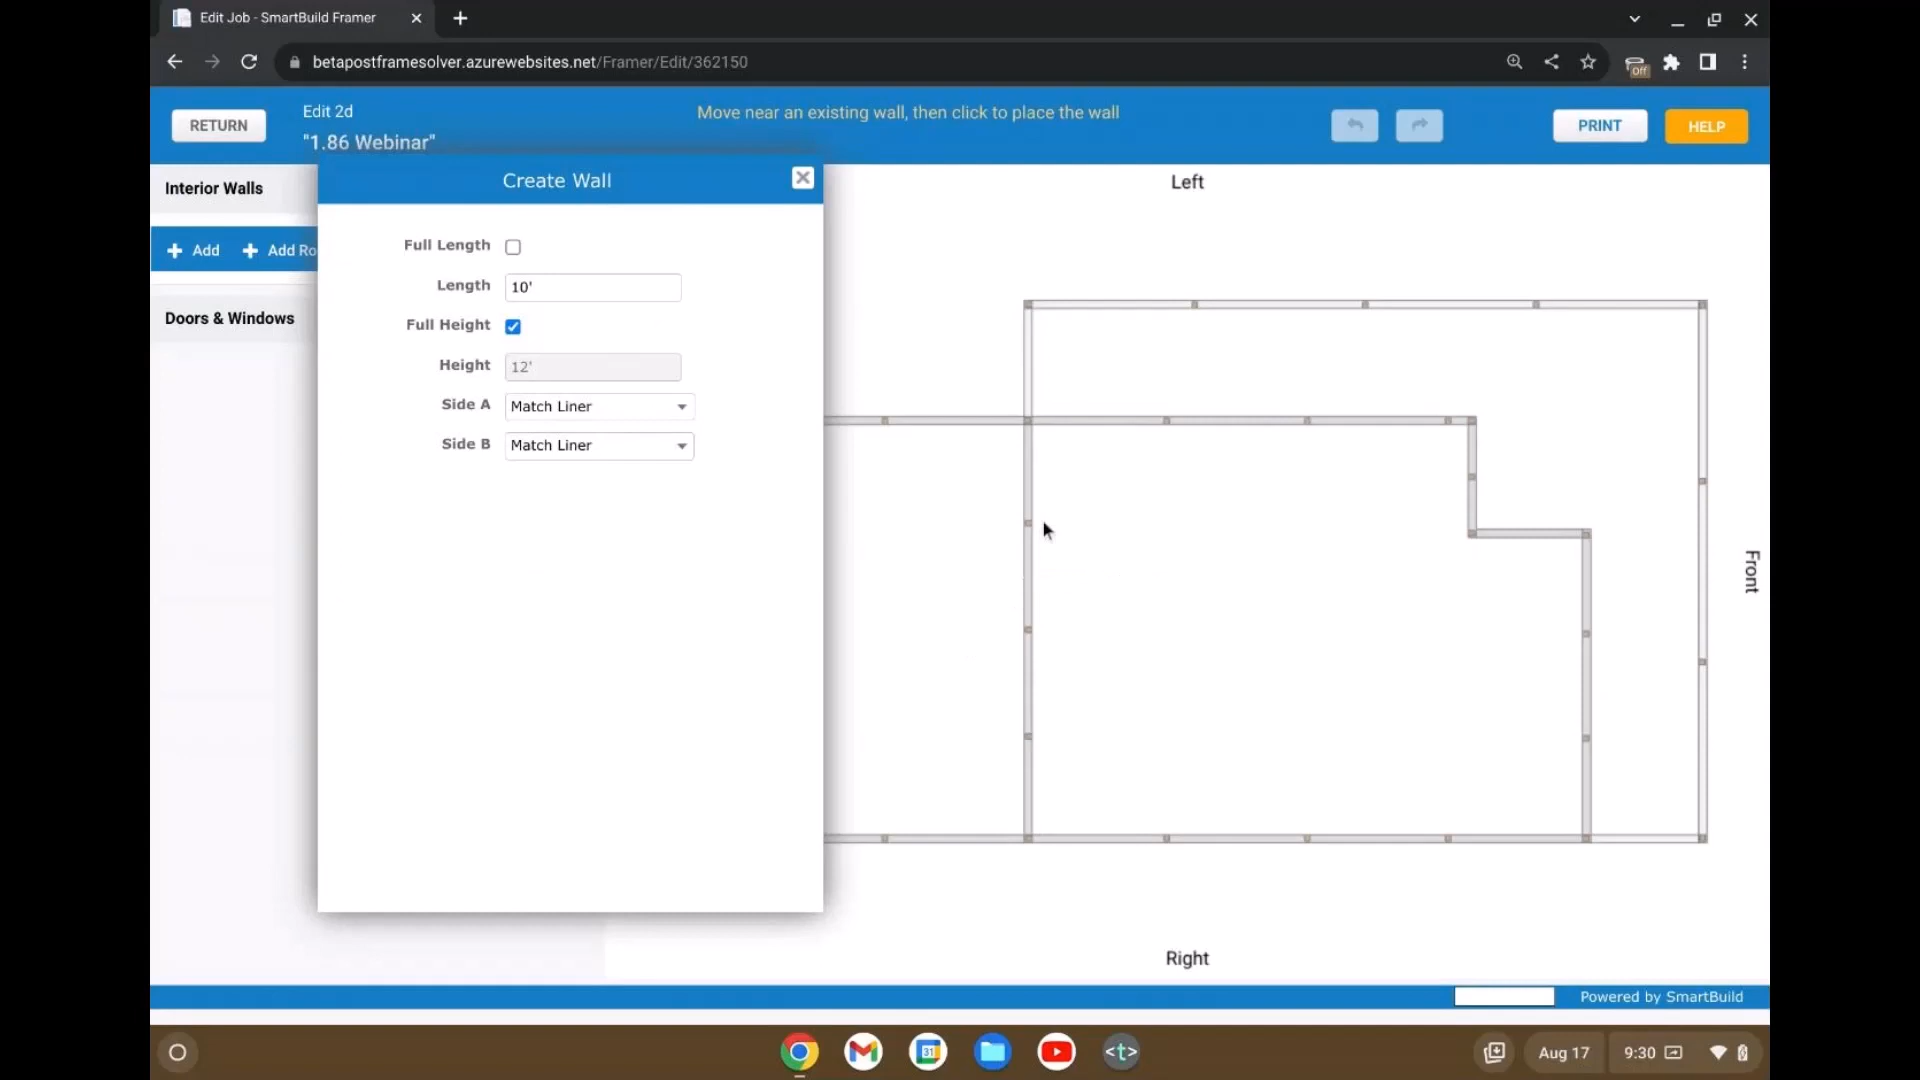 Edit Job - SmartBuild Framer
betapostframesolver.azurewebsites.net/Framer/Edit/362150
Off
RETURN
Edit 2d
"1.86 Webinar"
Move near an existing wall, then click to place the wall
PRINT
HELP
Interior Walls
Add
Add Ro
Doors & Windows
Create Wall
Full Length
Length
10'
Full Height
Height
12'
Side A
Match Liner
Side B
Match Liner
Left
Front
Right
Powered by SmartBuild
31
<t>
Aug 17
9:30